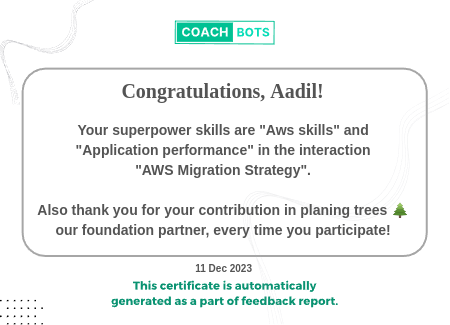 COACH BOTS
Congratulations, Aadil!
Your superpower skills are "Aws skills" and
"Application performance" in the interaction
"AWS Migration Strategy".
Also thank you for your contribution in planing trees 🌲
our foundation partner, every time you participate!
11 Dec 2023
This certificate is automatically
generated as a part of feedback report.